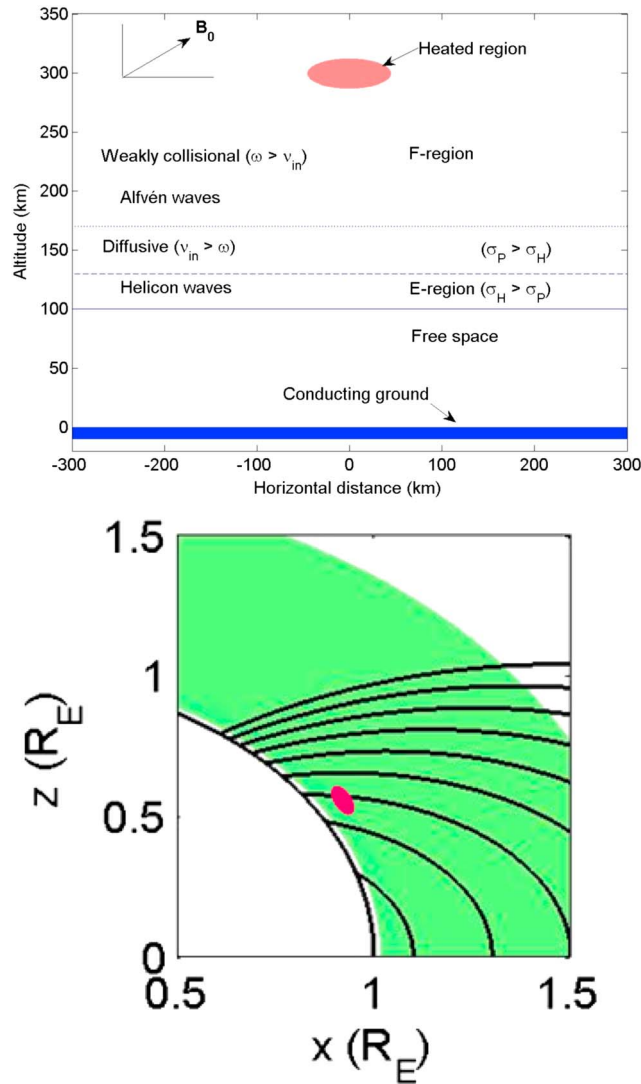 350
300
250
200
150
100
50
0
Altitude (km)
B0
Heated region
Weakly collisional (ω > νin)
F-region
Alfvén waves
Diffusive (νin > ω)
(σP > σH)
Helicon waves
E-region (σH > σP)
Free space
Conducting ground
-300 -200 -100 0 100 200 300
Horizontal distance (km)
1.5
1
0.5
0
z (RE)
0.5 1 1.5
x (RE)